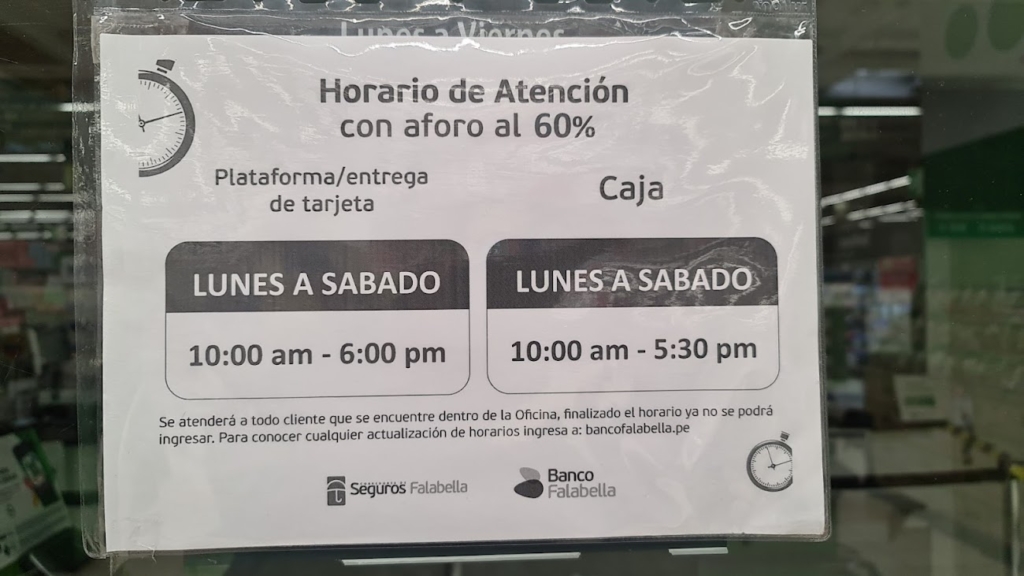 Lunes a Viernes
Horario de Atención
con aforo al 60%
Plataforma/entrega
de tarjeta
Caja
LUNES A SABADO
10:00 am - 6:00 pm
LUNES A SABADO
10:00 am - 5:30 pm
Se atenderá a todo cliente que se encuentre dentro de la Oficina, finalizado el horario ya no se podrá
ingresar. Para conocer cualquier actualización de horarios ingresa a: bancofalabella.pe
Seguros Falabella
Banco
Falabella